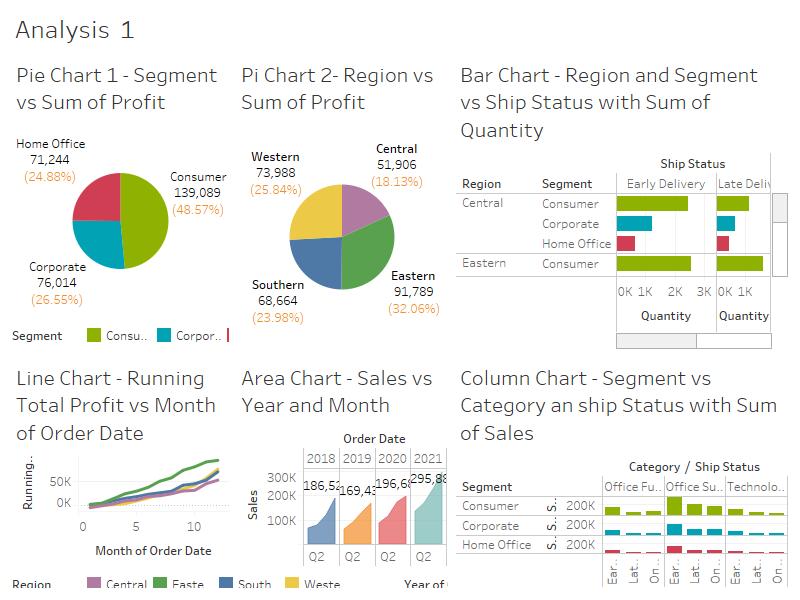 Analysis 1
Pie Chart 1 - Segment
vs Sum of Profit
Home Office
71,244
(24.88%)
Consumer
139,089
(48.57%)
Corporate
76,014
(26.55%)
Segment
Consu..
Corpor..
Pi Chart 2- Region vs
Sum of Profit
Western
73,988
(25.84%)
Central
51,906
(18.13%)
Southern
68,664
(23.98%)
Eastern
91,789
(32.06%)
Bar Chart - Region and Segment
vs Ship Status with Sum of
Quantity
Ship Status
Region Segment Early Delivery Late Deliv
Central Consumer
Corporate
Home Office
Eastern Consumer
0K 1K 2K 3K 0K 1K
Quantity Quantity
Line Chart - Running
Total Profit vs Month
of Order Date
Running..
50K
0K
0 5 10
Month of Order Date
Region Central Easte South Weste
Area Chart - Sales vs
Year and Month
Order Date
2018 2019 2020 2021
Sales
300K
200K
100K
186,52 169,43 196,68 295,88
Q2 Q2 Q2 Q2
Year of
Column Chart - Segment vs
Category an ship Status with Sum
of Sales
Category / Ship Status
Segment Office Fu.. Office Su.. Technolo..
Consumer S.. 200K
Corporate S.. 200K
Home Office S.. 200K
Ear.. Lat.. On.. Ear.. Lat.. On.. Ear.. Lat.. On..